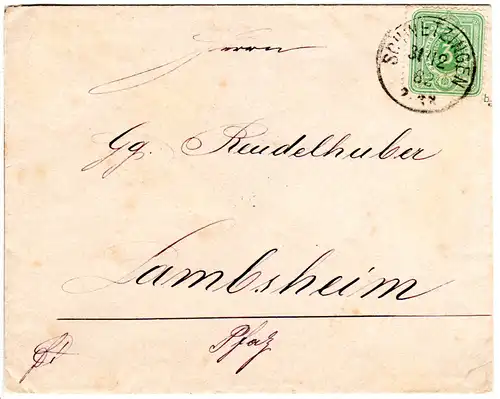 SCHWETZINGEN
31 12
82
Herrn
Gg. Reudelhuber
Lambsheim
Pfalz